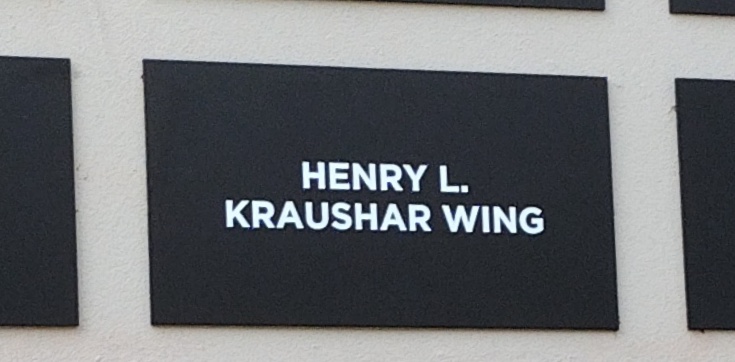 HENRY L.
KRAUSHAR WING